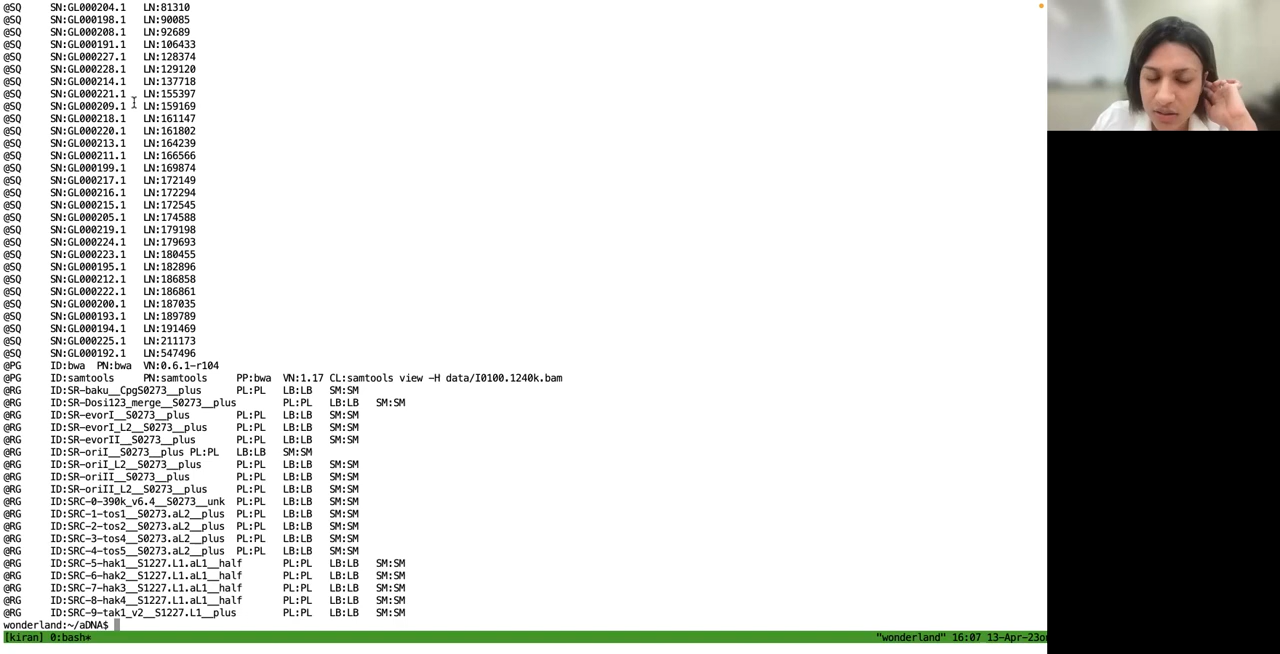 @SQ SN:GL000204.1 LN:81310
@SQ SN:GL000198.1 LN:90085
@SQ SN:GL000208.1 LN:92689
@SQ SN:GL000191.1 LN:106433
@SQ SN:GL000227.1 LN:128374
@SQ SN:GL000228.1 LN:129120
@SQ SN:GL000214.1 LN:137718
@SQ SN:GL000221.1 LN:155397
@SQ SN:GL000209.1 LN:159169
@SQ SN:GL000218.1 LN:161147
@SQ SN:GL000220.1 LN:161802
@SQ SN:GL000213.1 LN:164239
@SQ SN:GL000211.1 LN:166566
@SQ SN:GL000199.1 LN:169874
@SQ SN:GL000217.1 LN:172149
@SQ SN:GL000216.1 LN:172294
@SQ SN:GL000215.1 LN:172545
@SQ SN:GL000205.1 LN:174588
@SQ SN:GL000219.1 LN:179198
@SQ SN:GL000224.1 LN:179693
@SQ SN:GL000223.1 LN:180455
@SQ SN:GL000195.1 LN:182896
@SQ SN:GL000212.1 LN:186858
@SQ SN:GL000222.1 LN:186861
@SQ SN:GL000200.1 LN:187035
@SQ SN:GL000193.1 LN:189789
@SQ SN:GL000194.1 LN:191469
@SQ SN:GL000225.1 LN:211173
@SQ SN:GL000192.1 LN:547496
@PG ID:bwa PN:bwa VN:0.6.1-r104
@PG ID:samtools PN:samtools PP:bwa VN:1.17 CL:samtools view -H data/I0100.1240k.bam
@RG ID:SR-baku__CpgS0273__plus PL:PL LB:LB SM:SM
@RG ID:SR-Dosi123_merge__S0273__plus PL:PL LB:LB SM:SM
@RG ID:SR-evorI__S0273__plus PL:PL LB:LB SM:SM
@RG ID:SR-evorI_L2__S0273__plus PL:PL LB:LB SM:SM
@RG ID:SR-evorII__S0273__plus PL:PL LB:LB SM:SM
@RG ID:SR-oriI__S0273__plus PL:PL LB:LB SM:SM
@RG ID:SR-oriI_L2__S0273__plus PL:PL LB:LB SM:SM
@RG ID:SR-oriII__S0273__plus PL:PL LB:LB SM:SM
@RG ID:SR-oriII_L2__S0273__plus PL:PL LB:LB SM:SM
@RG ID:SRC-0-390k_v6.4__S0273__unk PL:PL LB:LB SM:SM
@RG ID:SRC-1-tos1__S0273.aL2__plus PL:PL LB:LB SM:SM
@RG ID:SRC-2-tos2__S0273.aL2__plus PL:PL LB:LB SM:SM
@RG ID:SRC-3-tos4__S0273.aL2__plus PL:PL LB:LB SM:SM
@RG ID:SRC-4-tos5__S0273.aL2__plus PL:PL LB:LB SM:SM
@RG ID:SRC-5-hak1__S1227.L1.aL1__half PL:PL LB:LB SM:SM
@RG ID:SRC-6-hak2__S1227.L1.aL1__half PL:PL LB:LB SM:SM
@RG ID:SRC-7-hak3__S1227.L1.aL1__half PL:PL LB:LB SM:SM
@RG ID:SRC-8-hak4__S1227.L1.aL1__half PL:PL LB:LB SM:SM
@RG ID:SRC-9-tak1_v2__S1227.L1__plus PL:PL LB:LB SM:SM
wonderland:~/aDNA$
[kiran] 0:bash* "wonderland" 16:07 13-Apr-23